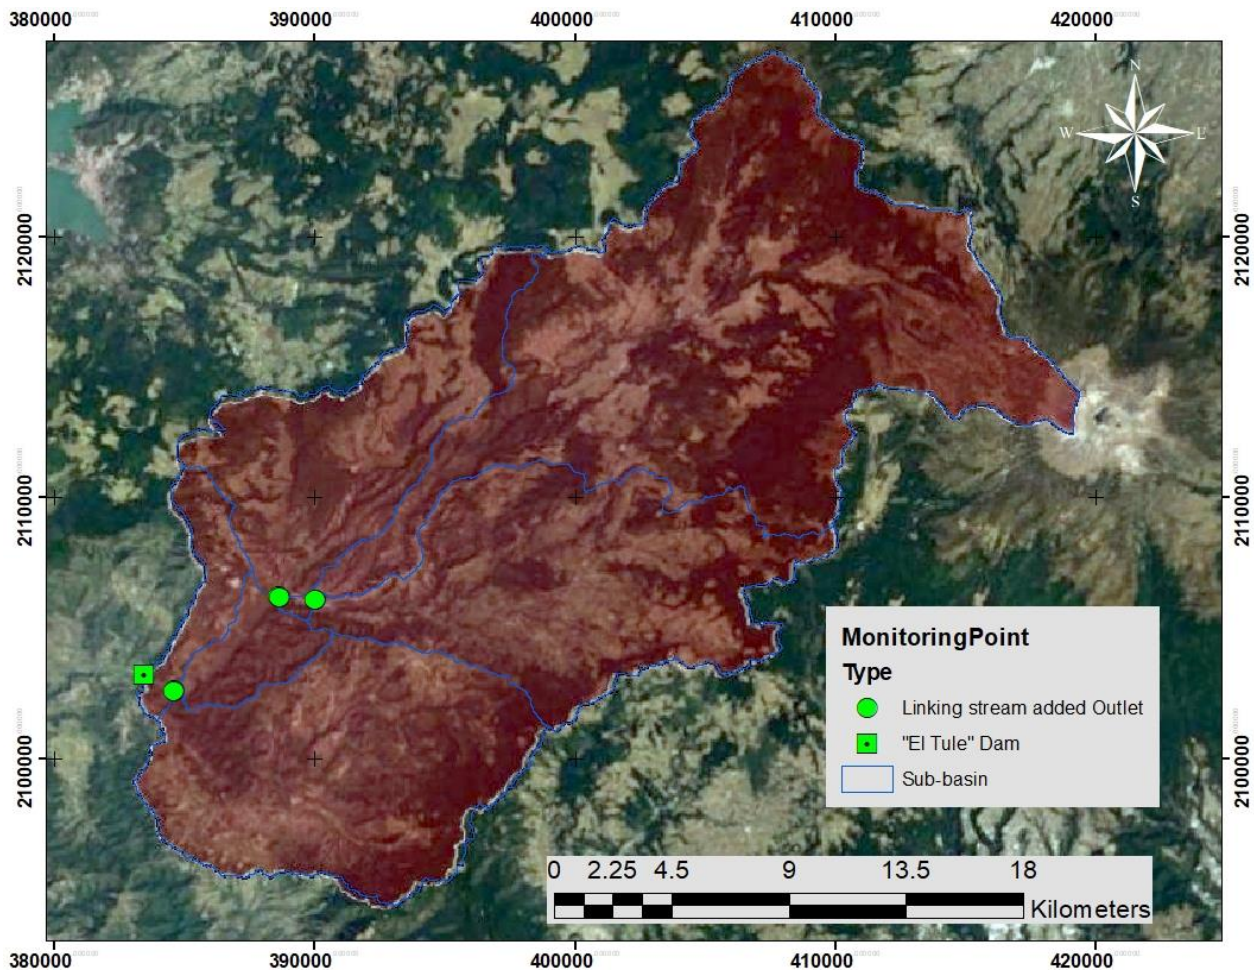 380000 390000 400000 410000 420000
N
W E
S
2120000 2120000
2110000 2110000
MonitoringPoint
Type
Linking stream added Outlet
"El Tule" Dam
Sub-basin
2100000 2100000
0 2.25 4.5 9 13.5 18
Kilometers
380000 390000 400000 410000 420000